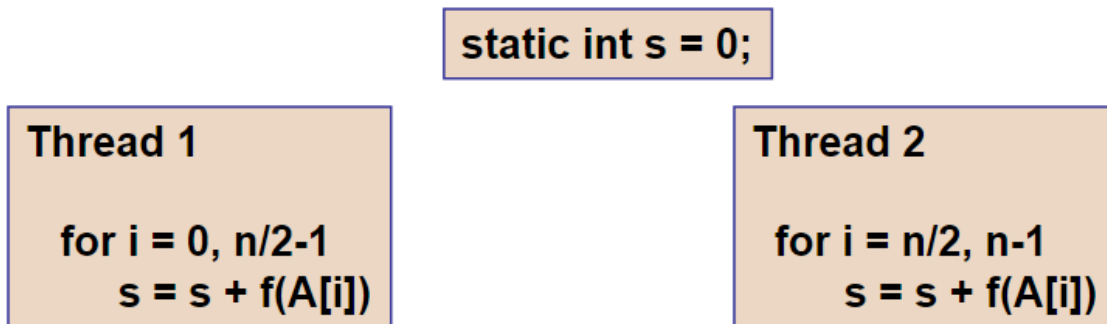 static int s = 0;
Thread 1
for i = 0, n/2-1
s = s + f(A[i])
Thread 2
for i = n/2, n-1
s = s + f(A[i])